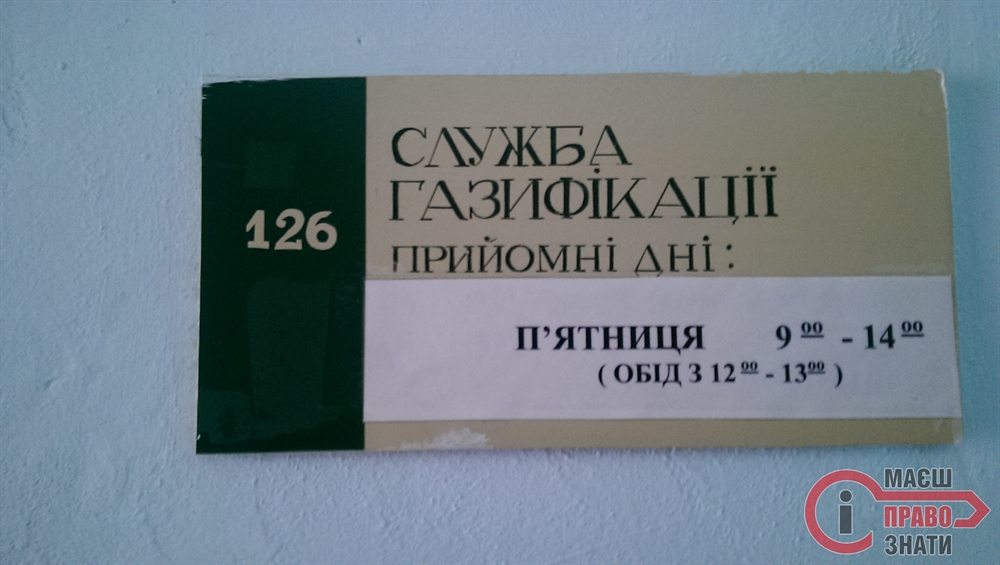 126
СЛУЖБА
ГАЗИФІКАЦІЇ
ПРИЙОМНІ ДНІ :
П’ЯТНИЦЯ 9 00 - 14 00
( ОБІД З 12 00 - 13 00 )
і
МАЄШ
ПРАВО
ЗНАТИ